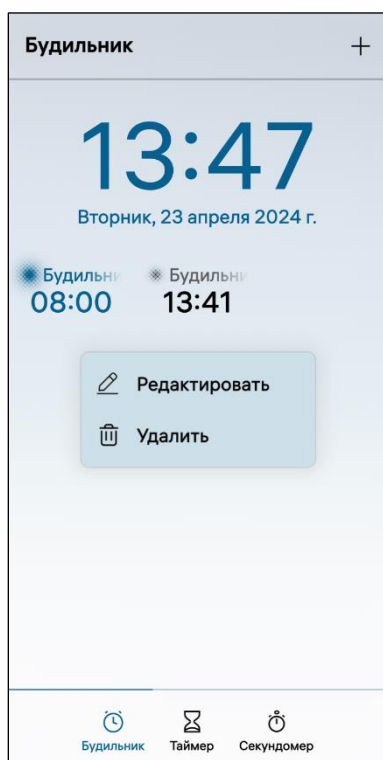 Будильник
13:47
Вторник, 23 апреля 2024 г.
Будильн Будильн
08:00 13:41
Редактировать
Удалить
Будильник Таймер Секундомер